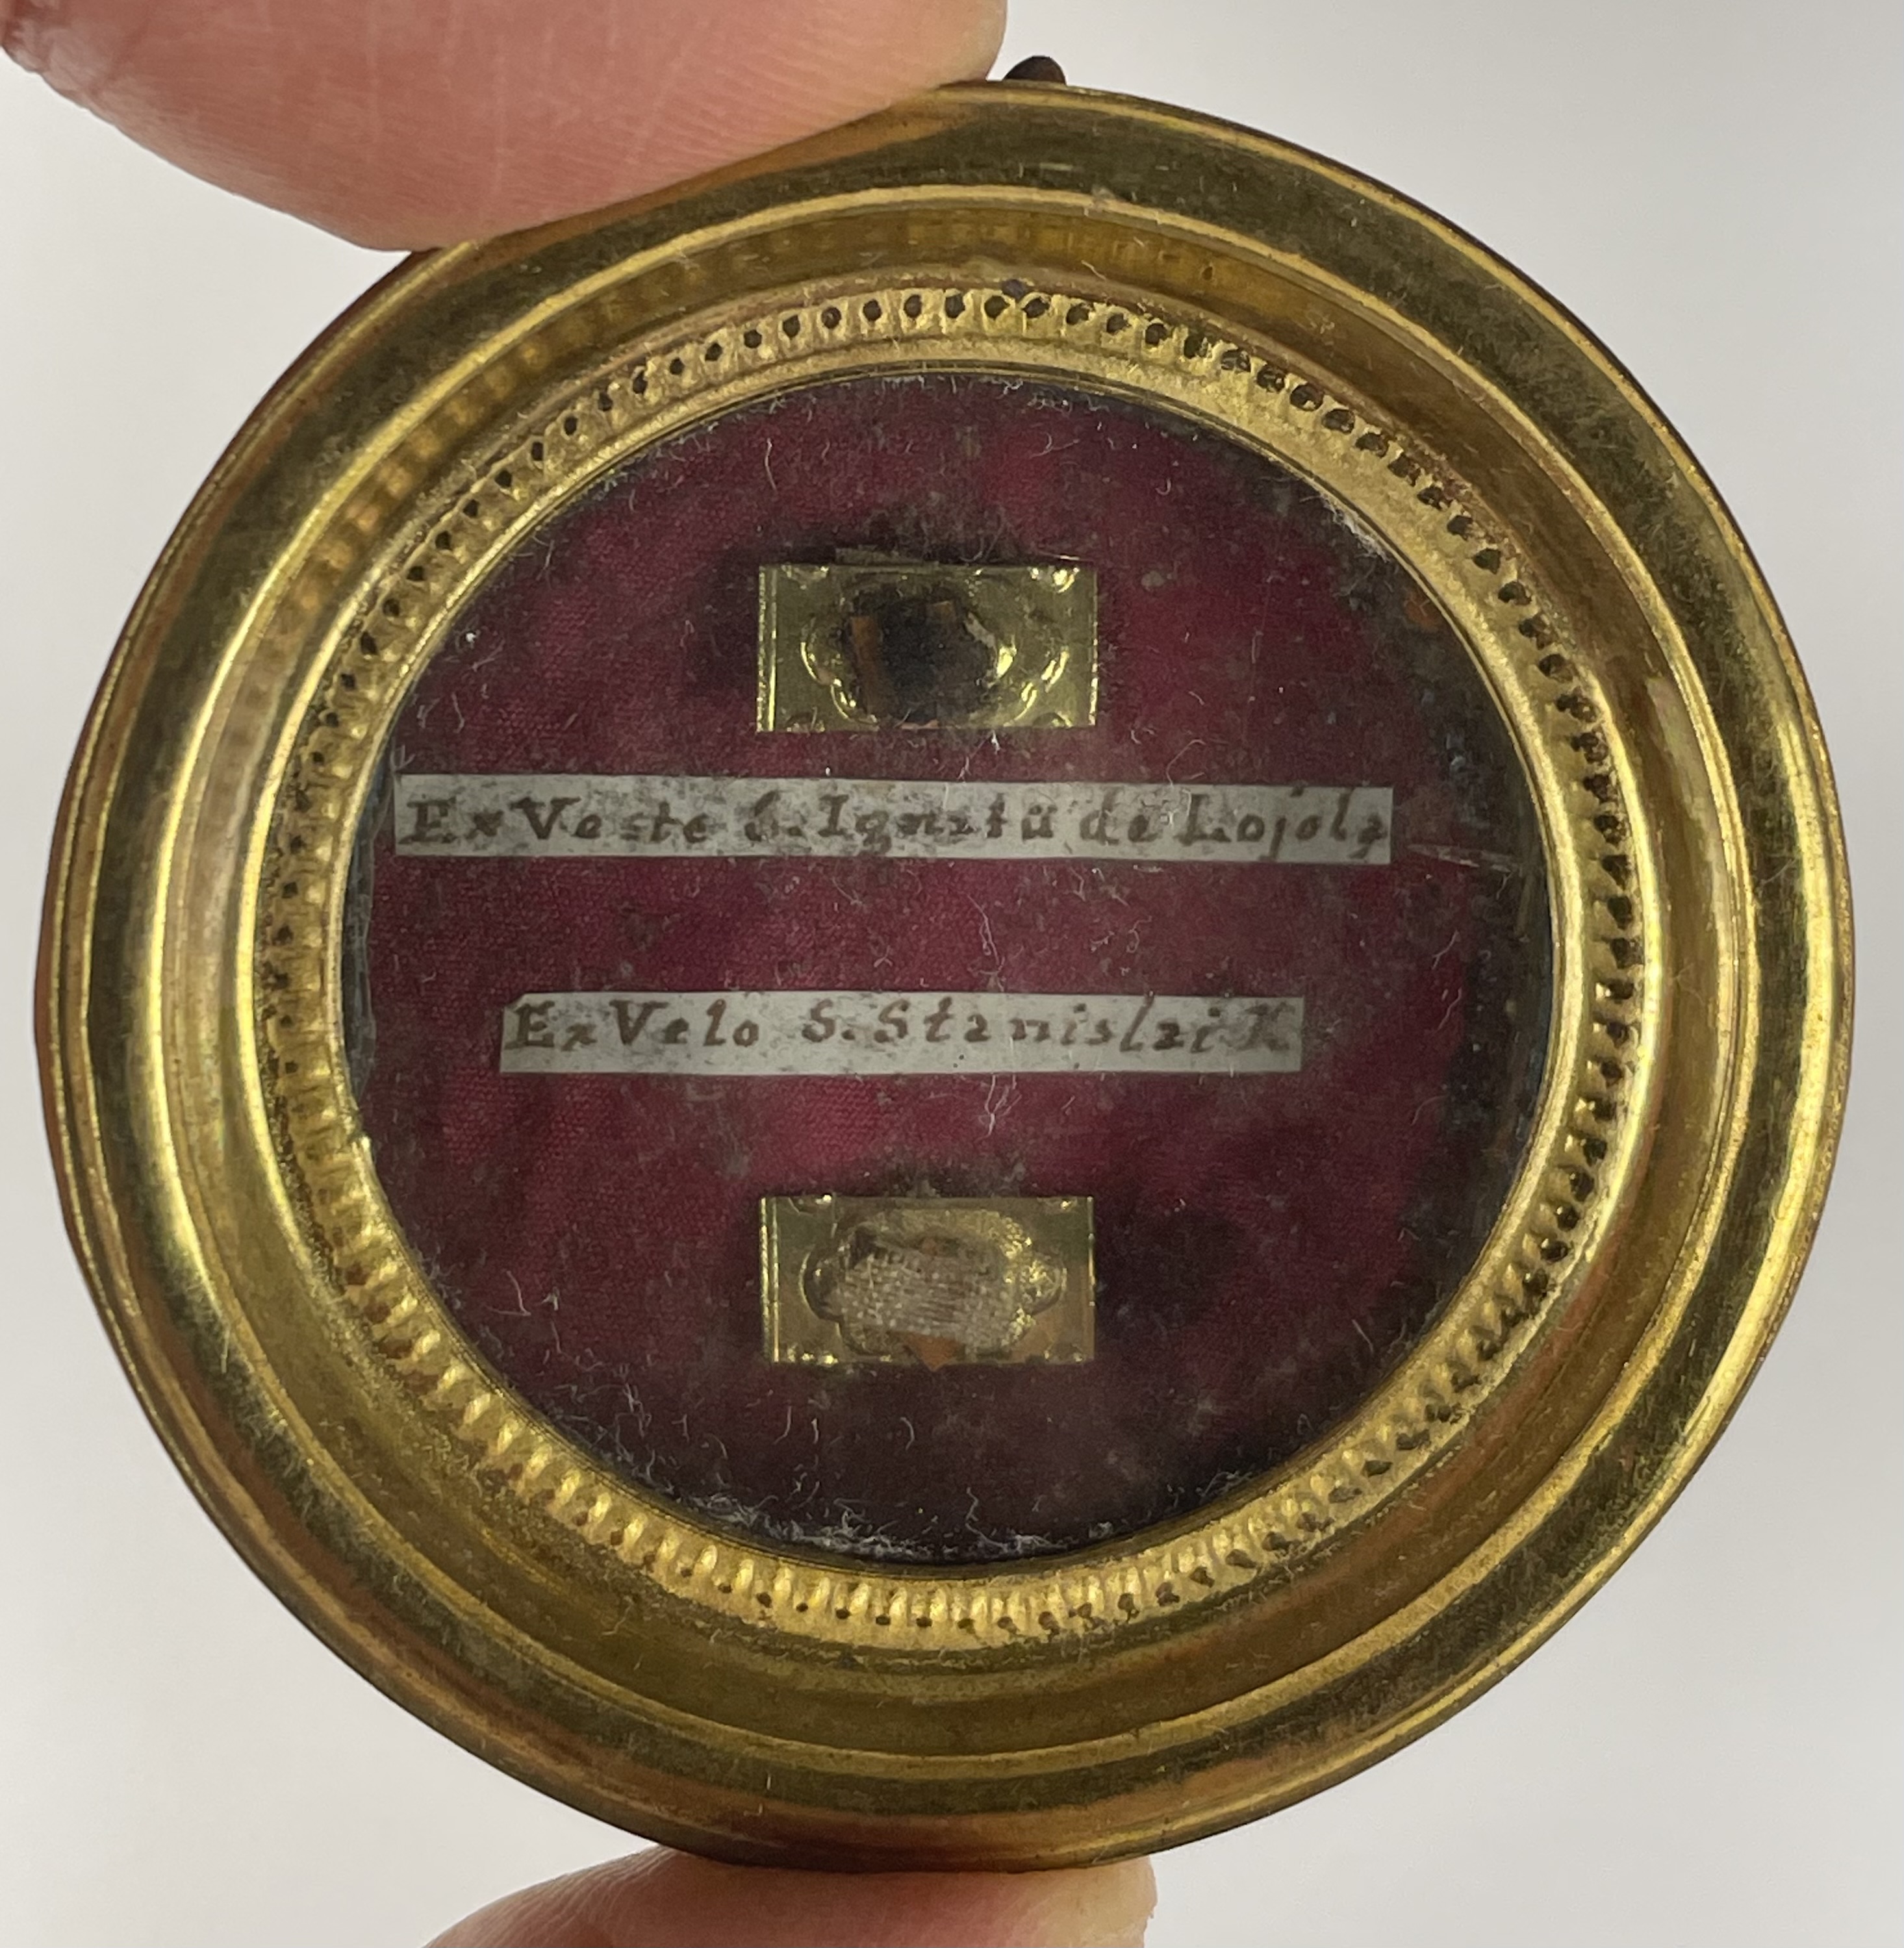 Ex Veste S. Ignatii de Lojola
Ex Velo S. Stanislai K